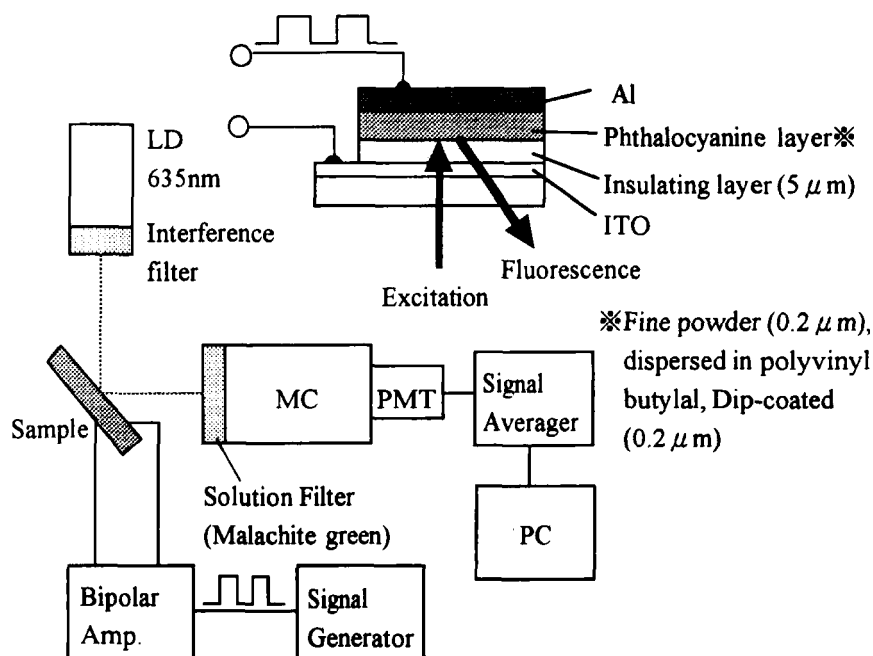 Al
Phthalocyanine layer※
Insulating layer (5 μm)
ITO
Fluorescence
Excitation
LD
635nm
Interference
filter
※Fine powder (0.2 μm),
dispersed in polyvinyl
butylal, Dip-coated
(0.2 μm)
MC
PMT
Signal
Averager
Sample
Solution Filter
(Malachite green)
PC
Bipolar
Amp.
Signal
Generator